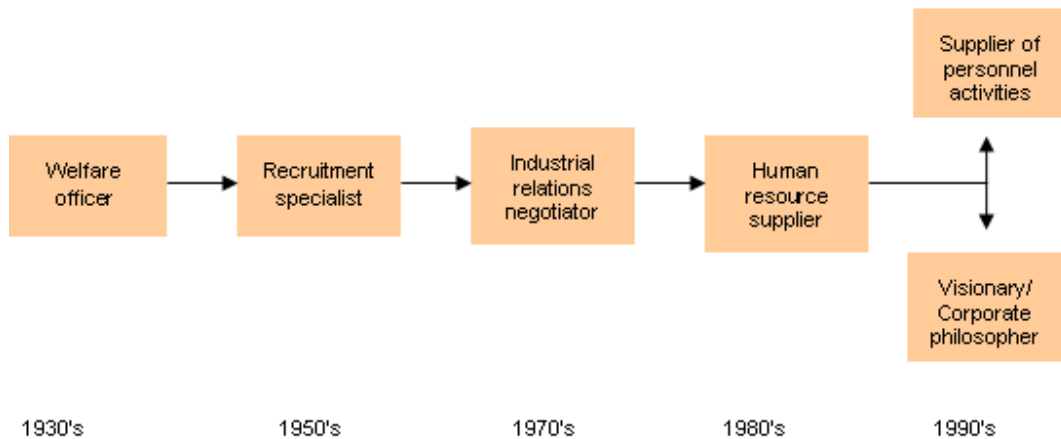 Supplier of
personnel
activities
Welfare
officer
Recruitment
specialist
Industrial
relations
negotiator
Human
resource
supplier
Visionary/
Corporate
philosopher
1930's
1950's
1970's
1980's
1990's